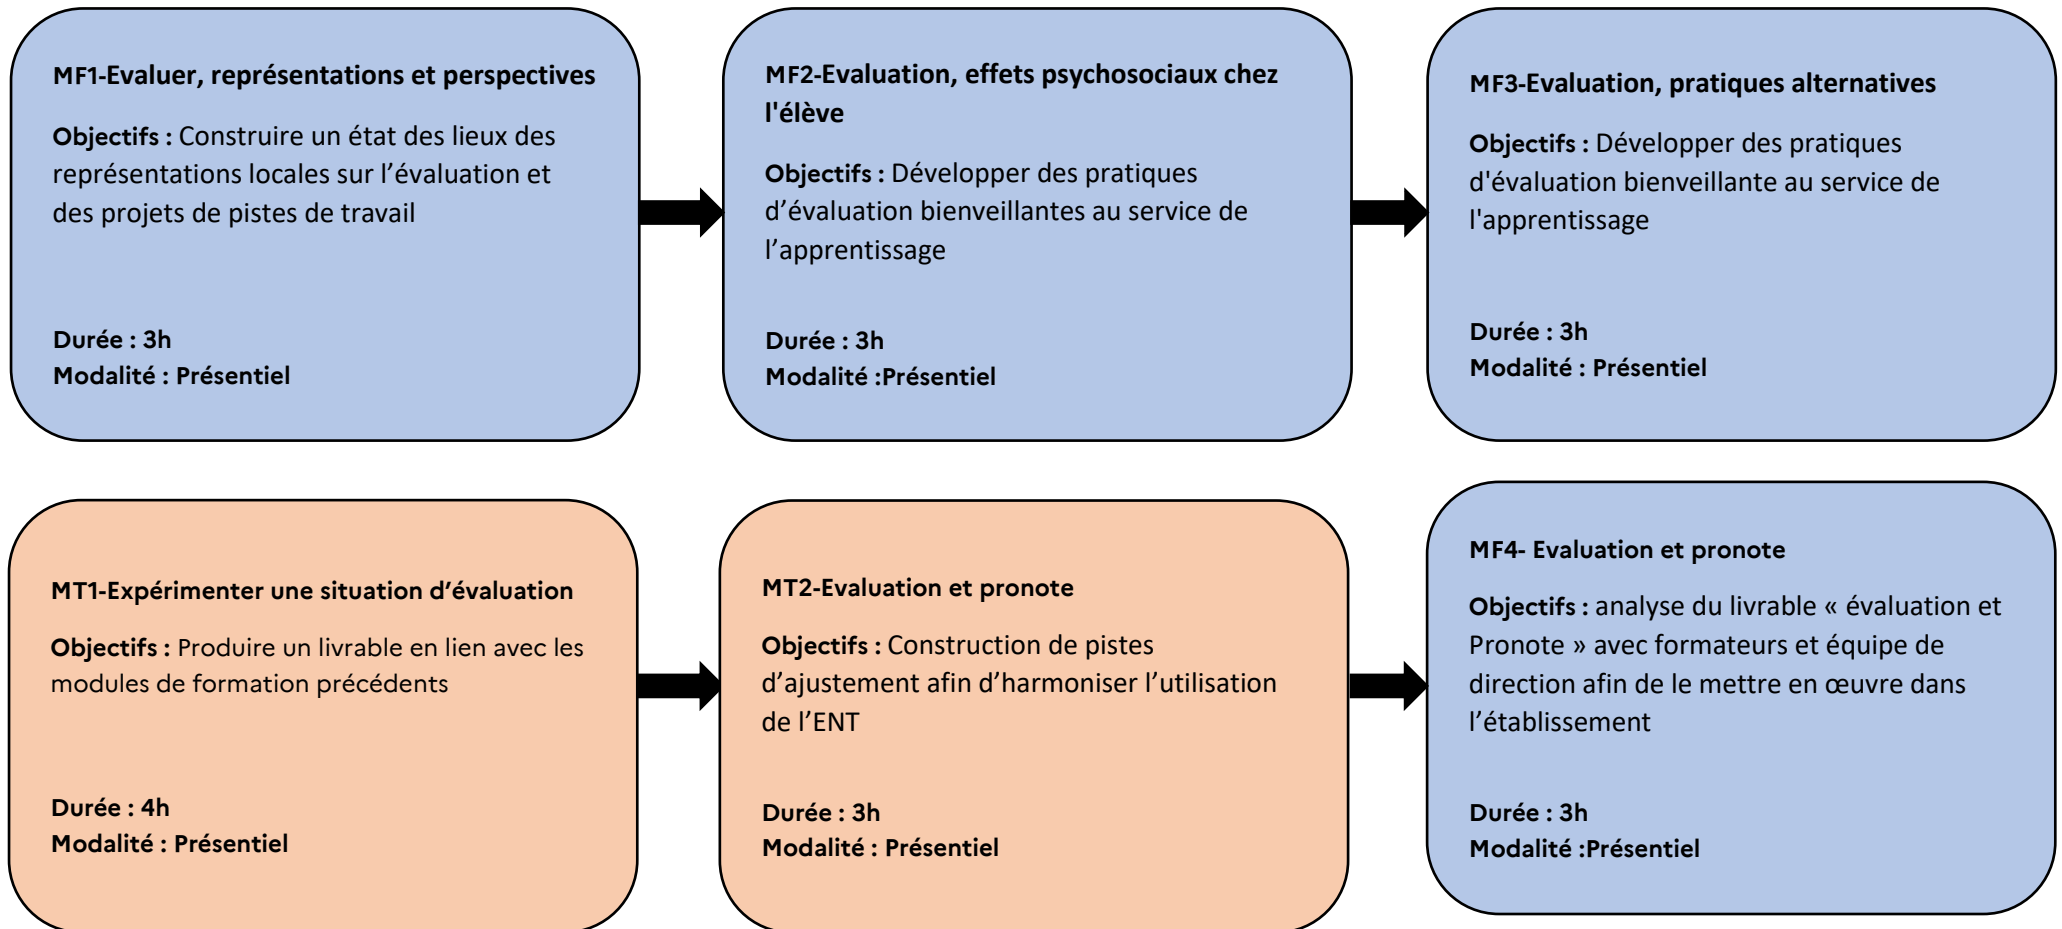 MF1-Evaluer, représentations et perspectives
Objectifs : Construire un état des lieux des
représentations locales sur l’évaluation et
des projets de pistes de travail
Durée : 3h
Modalité : Présentiel
MF2-Evaluation, effets psychosociaux chez
l'élève
Objectifs : Développer des pratiques
d’évaluation bienveillantes au service de
l’apprentissage
Durée : 3h
Modalité :Présentiel
MF3-Evaluation, pratiques alternatives
Objectifs : Développer des pratiques
d'évaluation bienveillante au service de
l'apprentissage
Durée : 3h
Modalité : Présentiel
MT1-Expérimenter une situation d’évaluation
Objectifs : Produire un livrable en lien avec les
modules de formation précédents
Durée : 4h
Modalité : Présentiel
MT2-Evaluation et pronote
Objectifs : Construction de pistes
d’ajustement afin d’harmoniser l’utilisation
de l’ENT
Durée : 3h
Modalité : Présentiel
MF4- Evaluation et pronote
Objectifs : analyse du livrable « évaluation et
Pronote » avec formateurs et équipe de
direction afin de le mettre en œuvre dans
l’établissement
Durée : 3h
Modalité :Présentiel